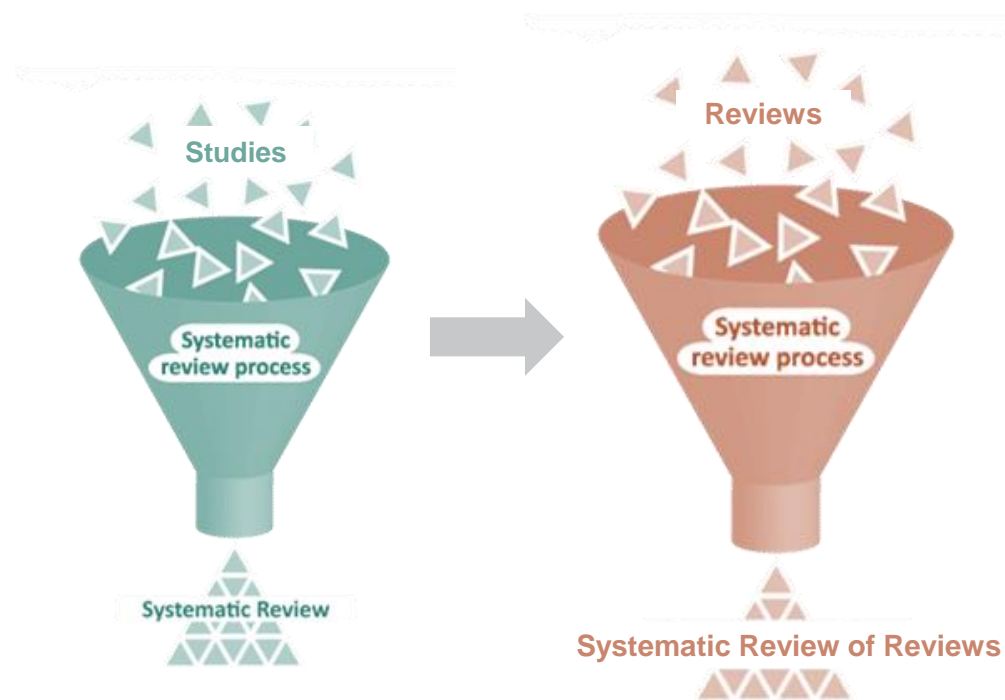 Studies
Systematic
review process
Systematic Review
Reviews
Systematic
review process
Systematic Review of Reviews